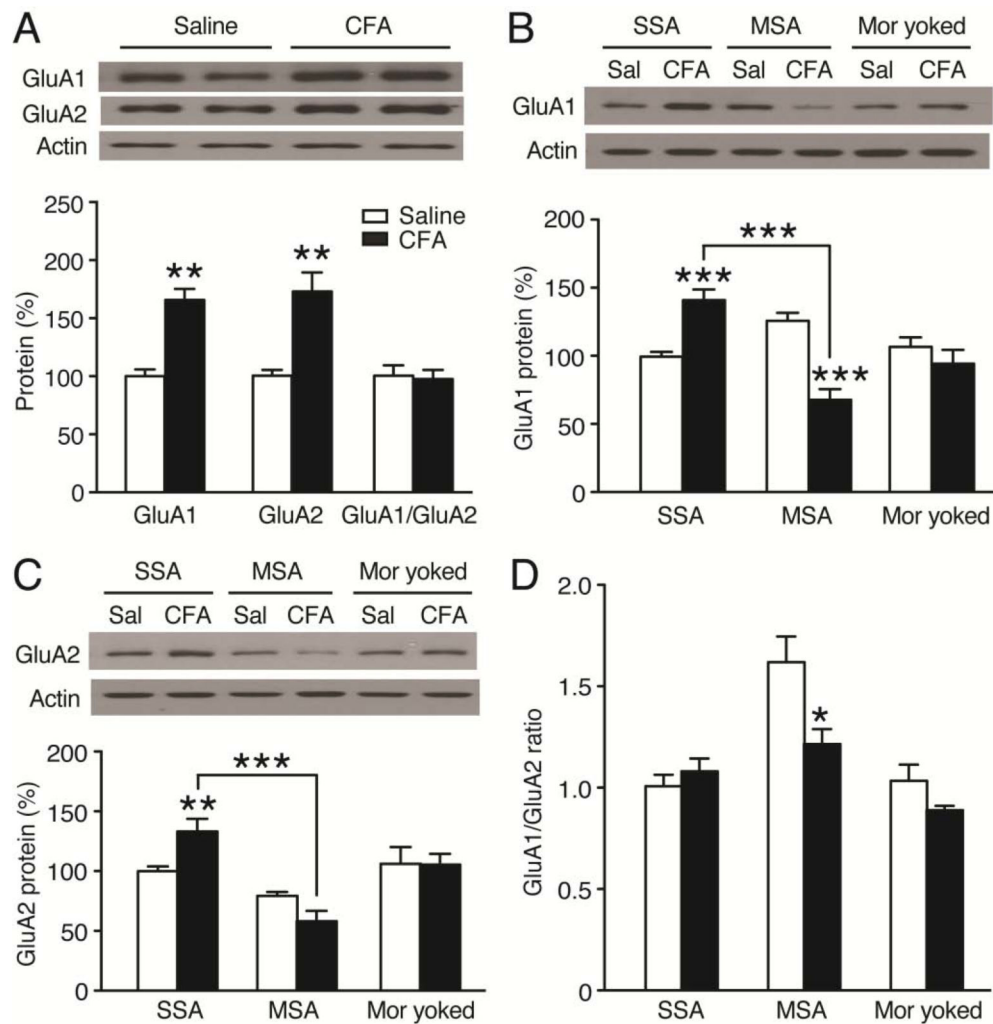 A
Saline CFA
GluA1
GluA2
Actin
250
200
150
100
50
0
Protein (%)
Saline
CFA
** **
GluA1 GluA2 GluA1/GluA2
B
SSA MSA Mor yoked
Sal CFA Sal CFA Sal CFA
GluA1
Actin
200
150
100
50
0
GluA1 protein (%)
***
***
***
SSA MSA Mor yoked
C
SSA MSA Mor yoked
Sal CFA Sal CFA Sal CFA
GluA2
Actin
200
150
100
50
0
GluA2 protein (%)
***
**
SSA MSA Mor yoked
D
2.0
1.5
1.0
0.5
0
GluA1/GluA2 ratio
*
SSA MSA Mor yoked